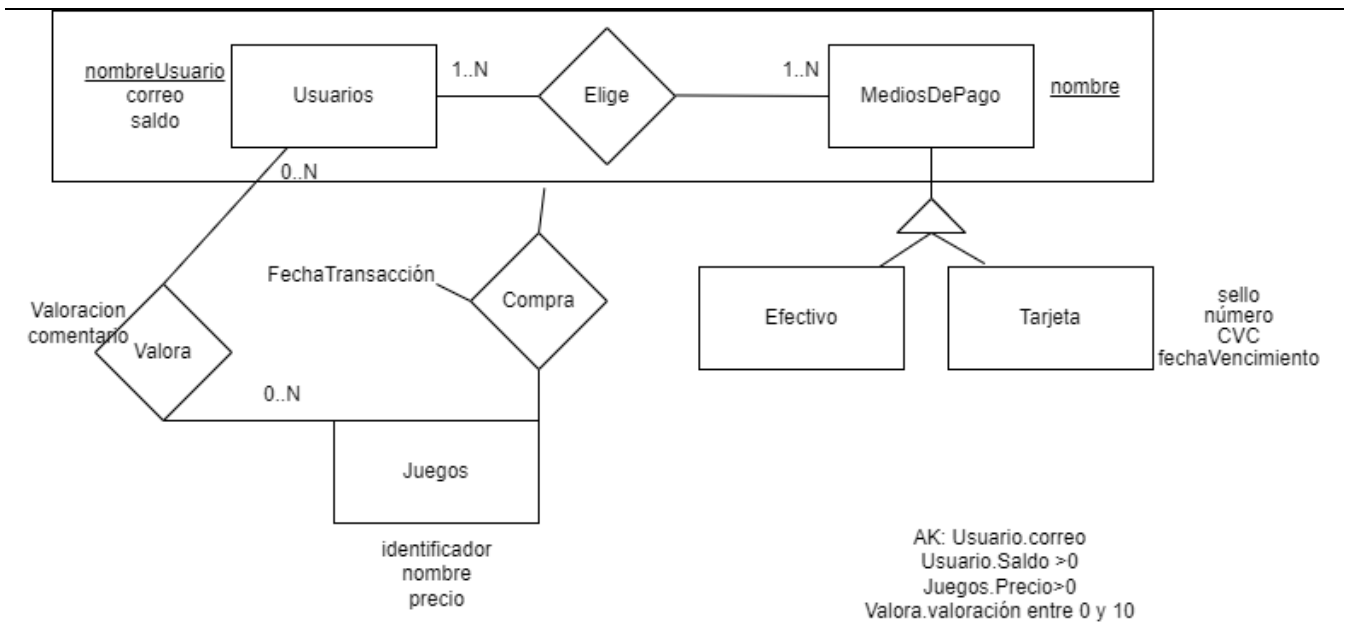 nombreUsuario
correo
saldo
Usuarios
1..N
Elige
1..N
MediosDePago
nombre
0..N
FechaTransacción
Compra
Valoracion
comentario
Valora
0..N
Juegos
identificador
nombre
precio
Efectivo
Tarjeta
sello
número
CVC
fechaVencimiento
AK: Usuario.correo
Usuario.Saldo >0
Juegos.Precio>0
Valora.valoración entre 0 y 10